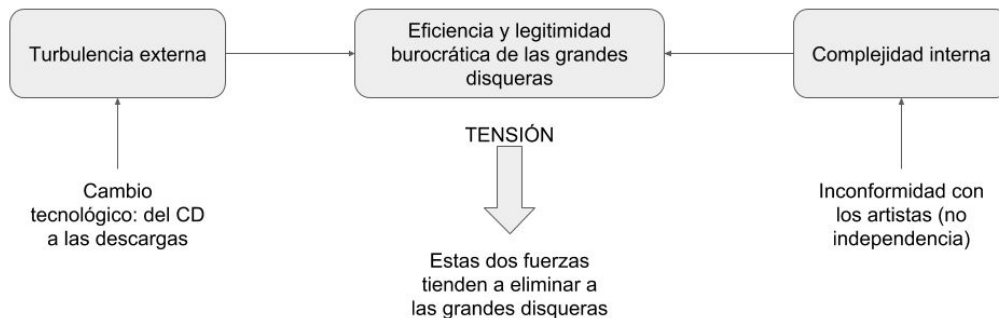 Turbulencia externa
Eficiencia y legitimidad
burocrática de las grandes
disqueras
Complejidad interna
TENSIÓN
Cambio
tecnológico: del CD
a las descargas
Inconformidad con
los artistas (no
independencia)
Estas dos fuerzas
tienden a eliminar a
las grandes disqueras